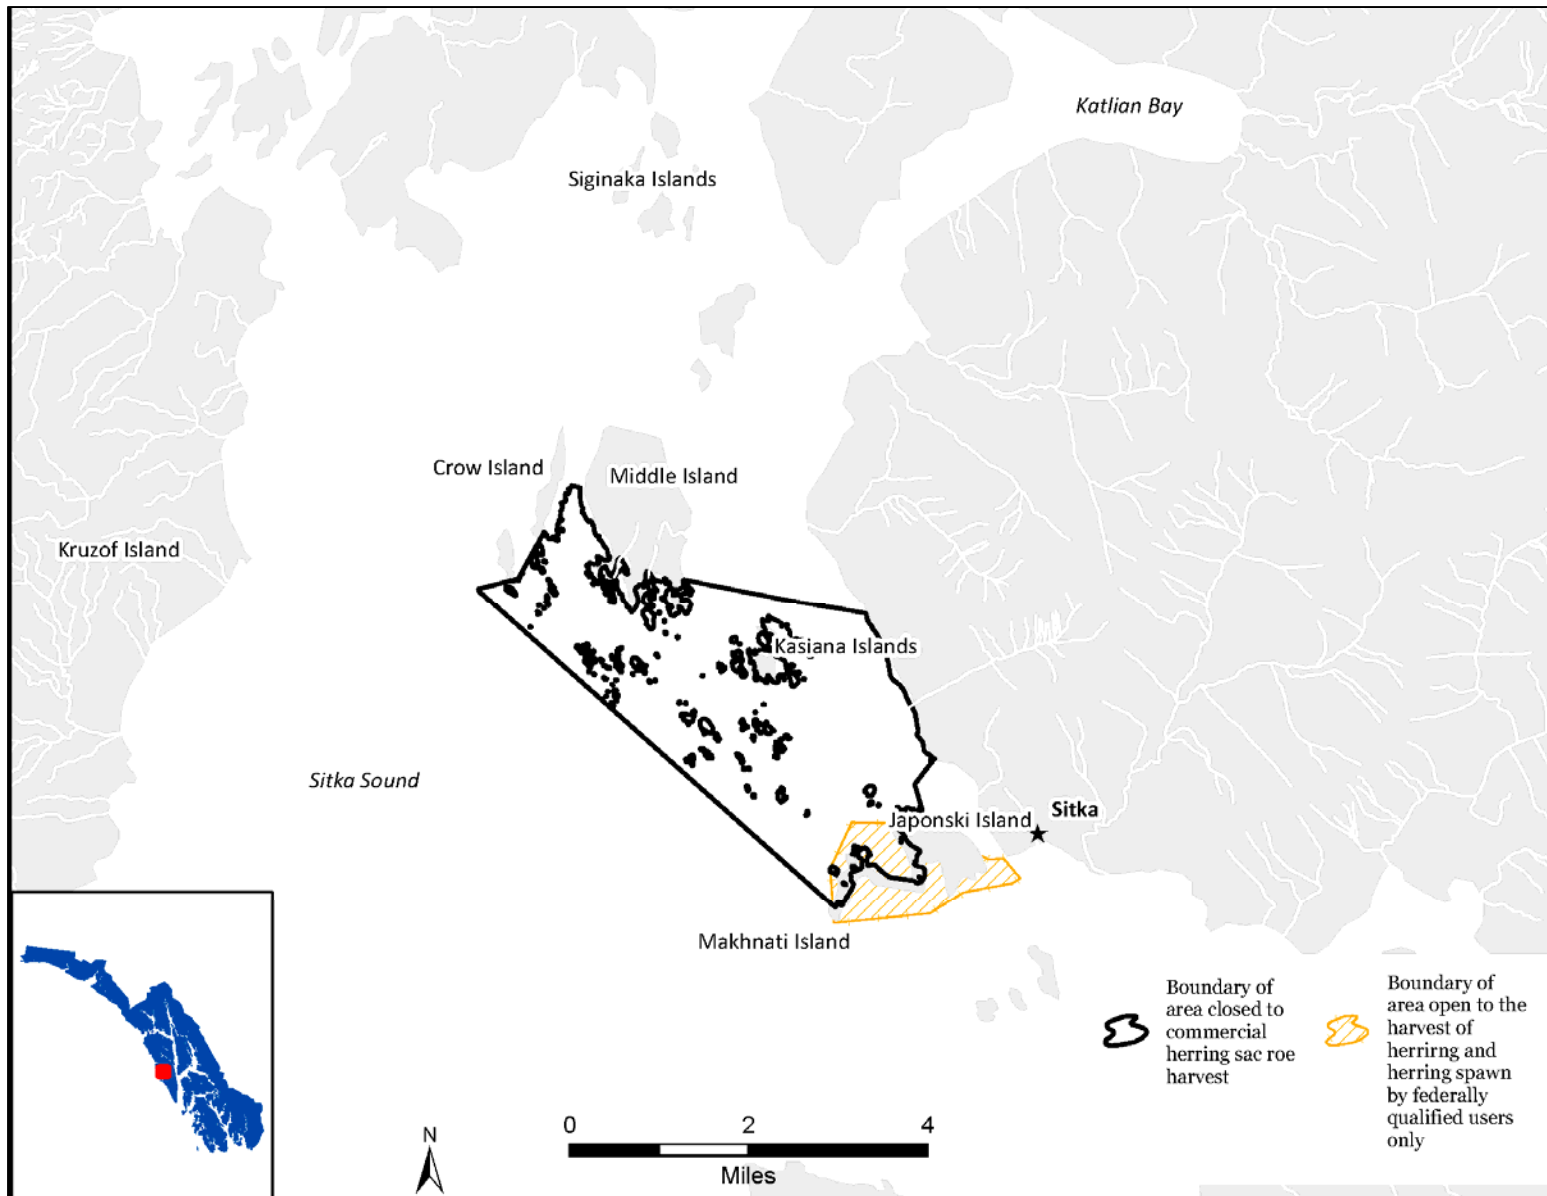 Katlian Bay
Siginaka Islands
Crow Island
Middle Island
Kruzof Island
Kasiana Islands
Sitka Sound
Japonski Island
Sitka
Makhnati Island
Boundary of
area closed to
commercial
herring sac roe
harvest
Boundary of
area open to the
harvest of
herrirng and
herring spawn
by federally
qualified users
only
N
0 2 4
Miles